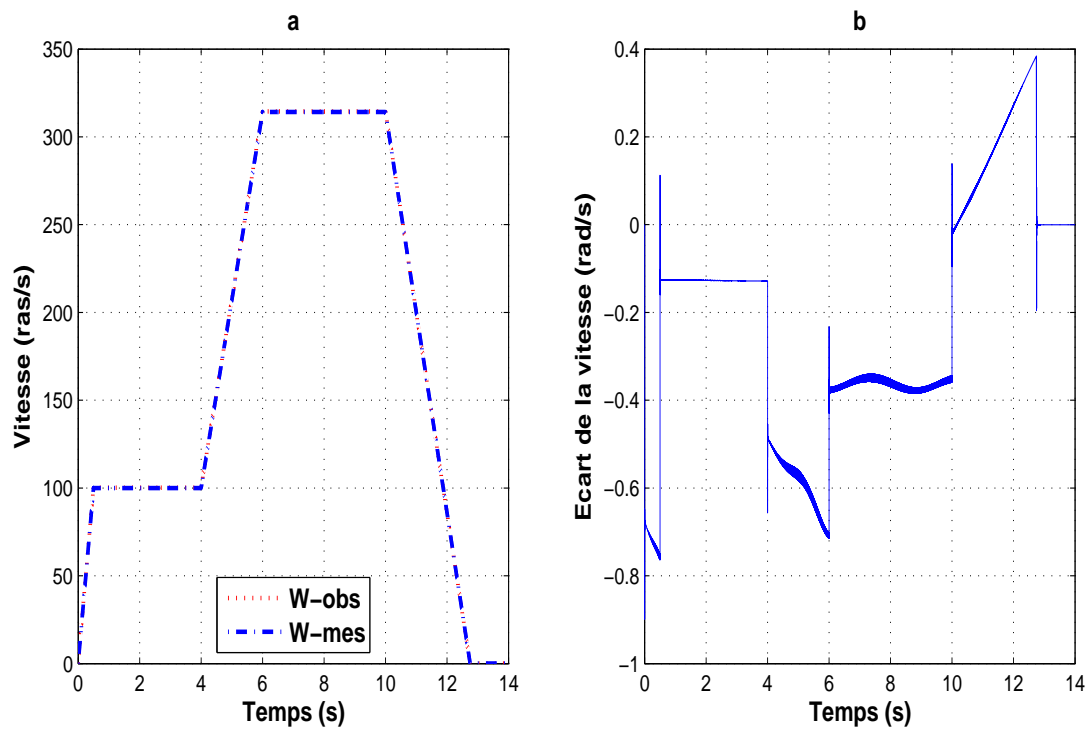 a
350
300
250
200
150
100
50
0
Vitesse (ras/s)
W-obs
W-mes
0 2 4 6 8 10 12 14
Temps (s)
b
0.4
0.2
0
−0.2
−0.4
−0.6
−0.8
−1
Ecart de la vitesse (rad/s)
0 2 4 6 8 10 12 14
Temps (s)